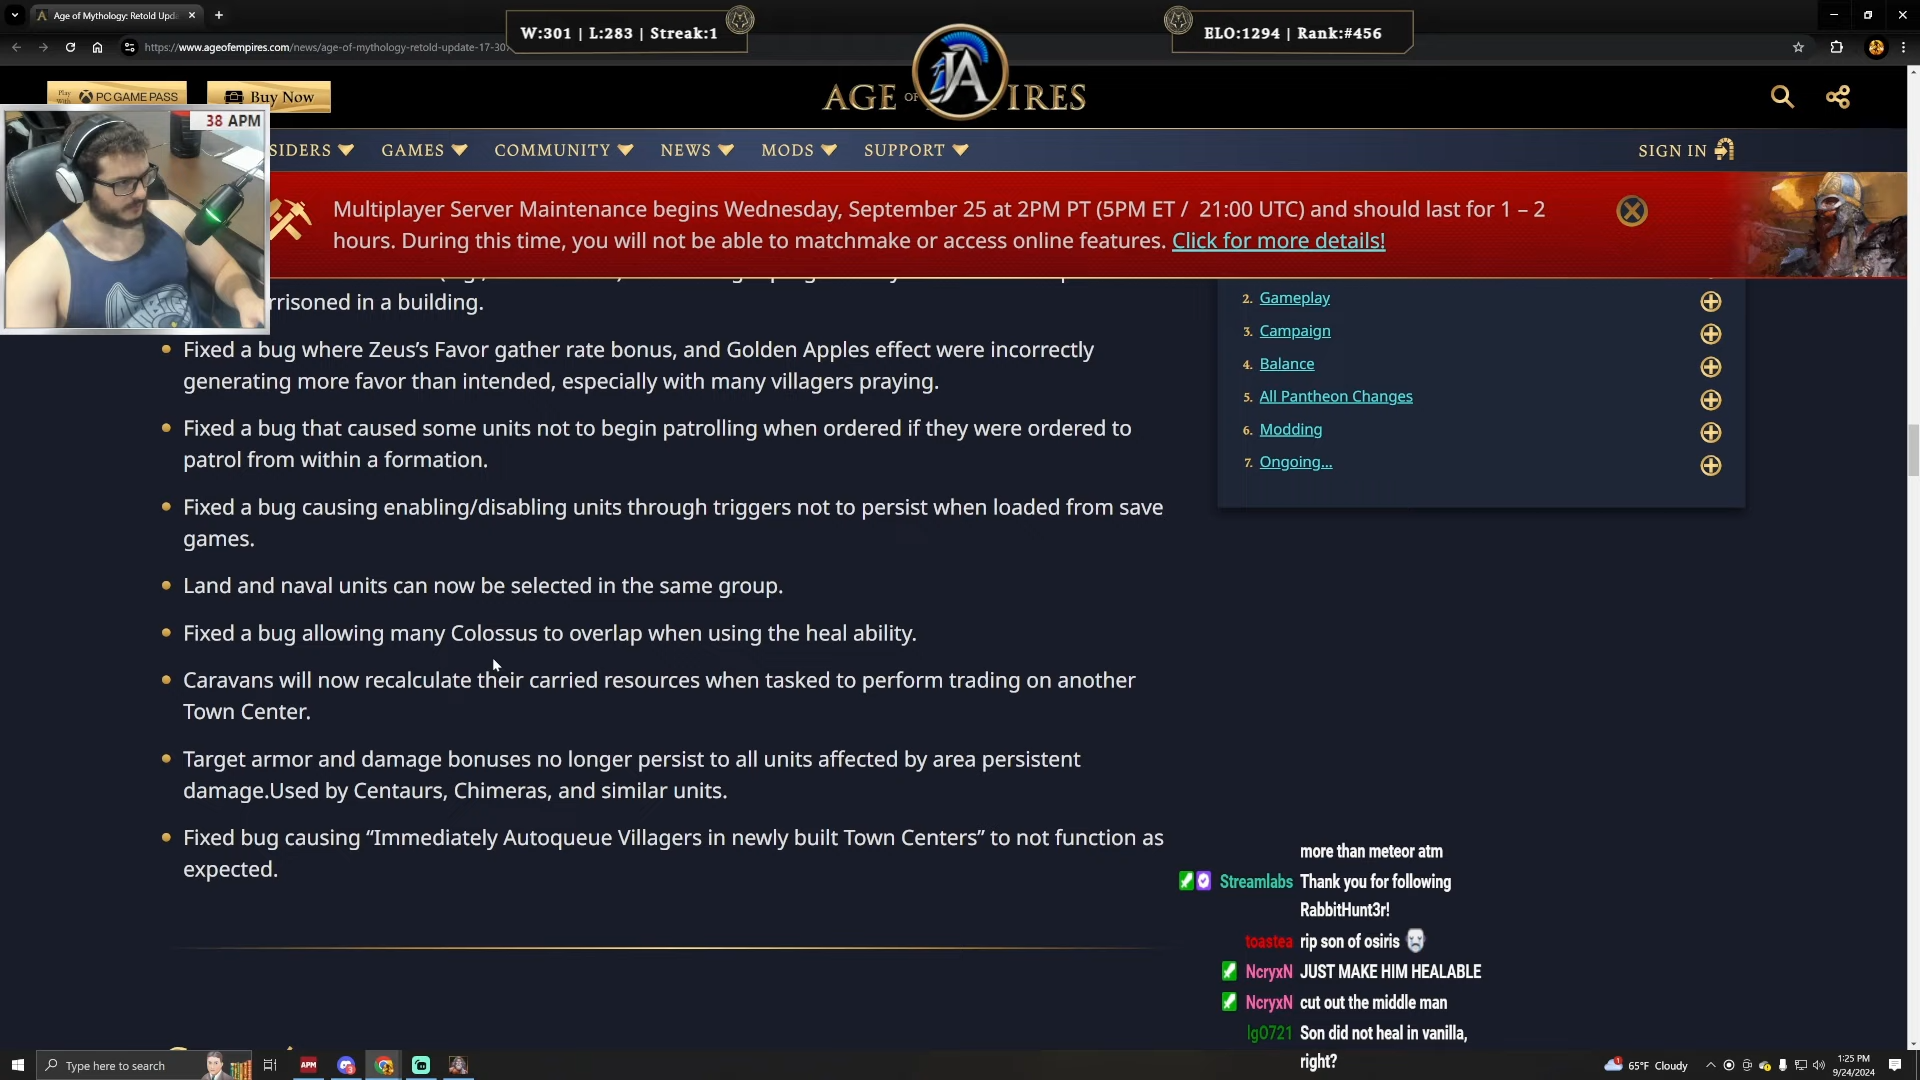 Age of Mythology: Retold Upd
W:301 | L:283 | Streak:1
ELO:1294 | Rank:#456
https://www.ageofempires.com/news/age-of-mythology-retold-update-17-30
PC GAME PASS
Buy Now
AGE OF
IRES
38 APM
SIDERS
GAMES
COMMUNITY
NEWS
MODS
SUPPORT
SIGN IN
Multiplayer Server Maintenance begins Wednesday, September 25 at 2PM PT (5PM ET / 21:00 UTC) and should last for 1 – 2
hours. During this time, you will not be able to matchmake or access online features. Click for more details!
rrisoned in a building.
Fixed a bug where Zeus’s Favor gather rate bonus, and Golden Apples effect were incorrectly
generating more favor than intended, especially with many villagers praying.
Fixed a bug that caused some units not to begin patrolling when ordered if they were ordered to
patrol from within a formation.
Fixed a bug causing enabling/disabling units through triggers not to persist when loaded from save
games.
Land and naval units can now be selected in the same group.
Fixed a bug allowing many Colossus to overlap when using the heal ability.
Caravans will now recalculate their carried resources when tasked to perform trading on another
Town Center.
Target armor and damage bonuses no longer persist to all units affected by area persistent
damage.Used by Centaurs, Chimeras, and similar units.
Fixed bug causing “Immediately Autoqueue Villagers in newly built Town Centers” to not function as
expected.
2. Gameplay
3. Campaign
4. Balance
5. All Pantheon Changes
6. Modding
7. Ongoing...
more than meteor atm
Streamlabs Thank you for following
RabbitHunt3r!
toastea rip son of osiris
NcryxN JUST MAKE HIM HEALABLE
NcryxN cut out the middle man
lg0721 Son did not heal in vanilla,
right?
Type here to search
APM
65°F Cloudy
1:25 PM
9/24/2024